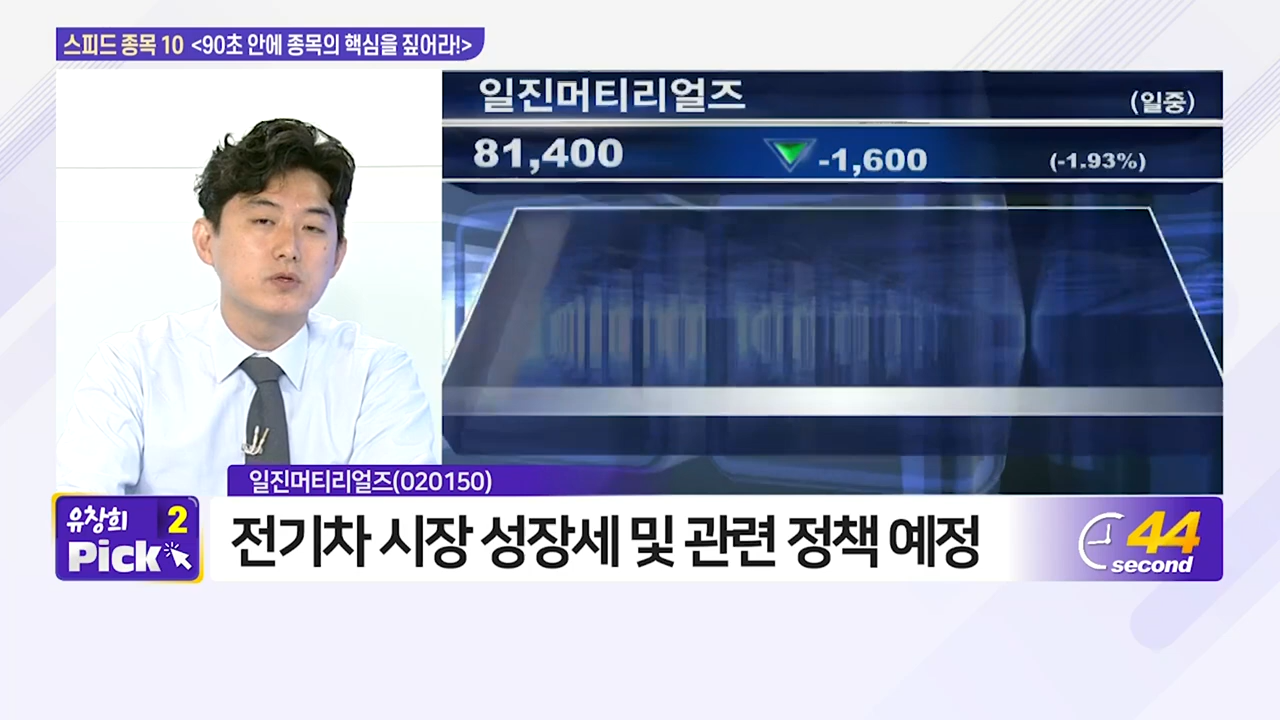 스피드 종목 10 <90초 안에 종목의 핵심을 짚어라!>
일진머티리얼즈
(일중)
81,400
-1,600
(-1.93%)
일진머티리얼즈(020150)
유창희 2
Pick
전기차 시장 성장세 및 관련 정책 예정
44
second